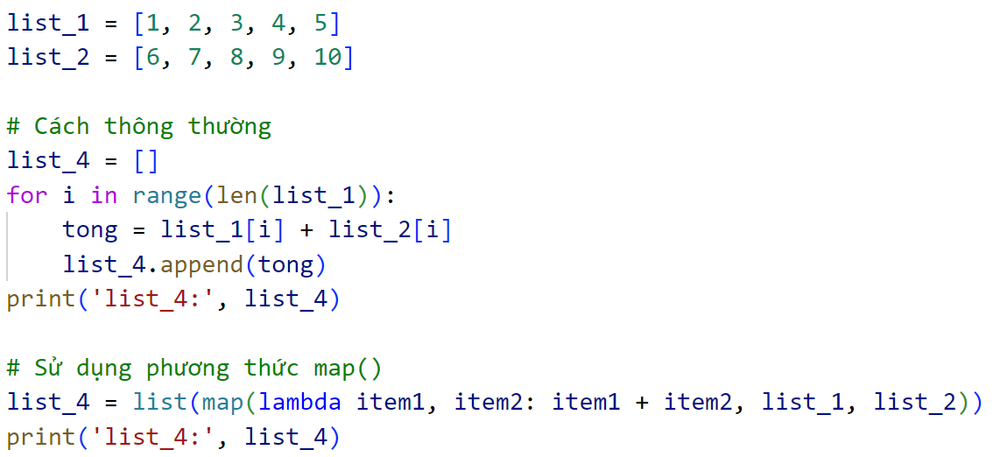 list_1 = [1, 2, 3, 4, 5]
list_2 = [6, 7, 8, 9, 10]

# Cách thông thường
list_4 = []
for i in range(len(list_1)):
    tong = list_1[i] + list_2[i]
    list_4.append(tong)
print('list_4:', list_4)

# Sử dụng phương thức map()
list_4 = list(map(lambda item1, item2: item1 + item2, list_1, list_2))
print('list_4:', list_4)